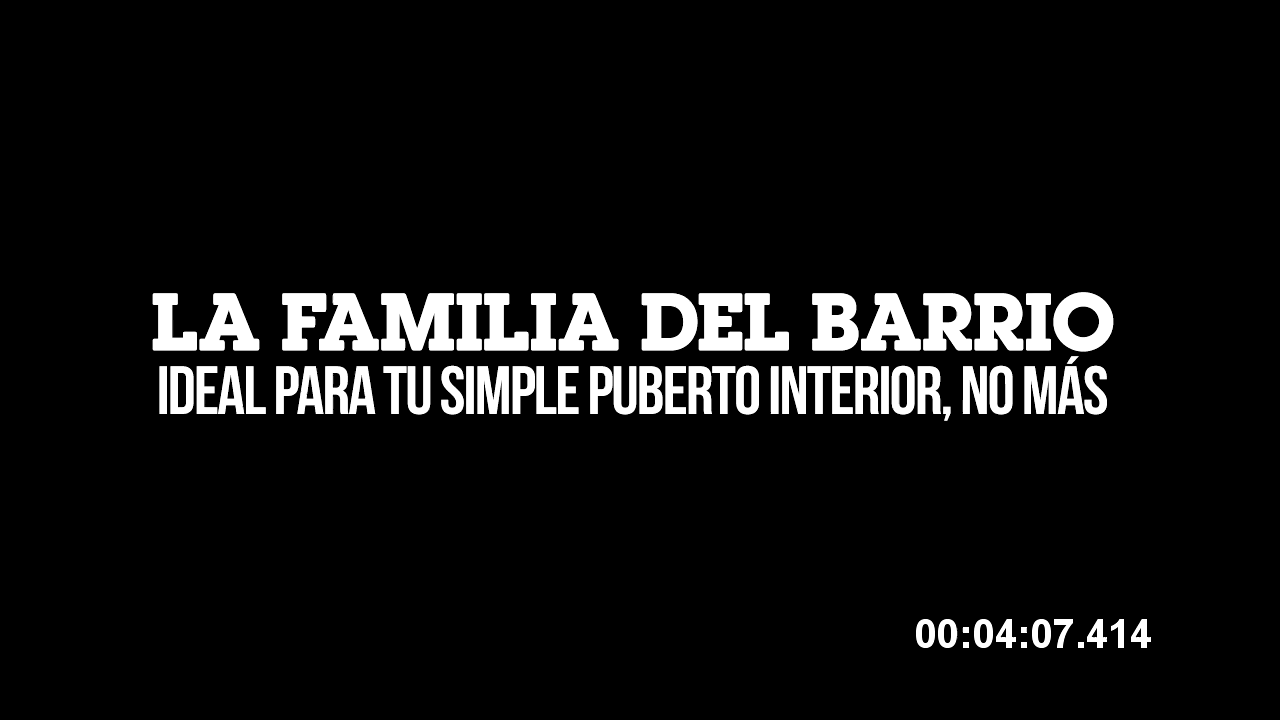 LA FAMILIA DEL BARRIO
IDEAL PARA TU SIMPLE PUBERTO INTERIOR, NO MÁS
00:04:07.414